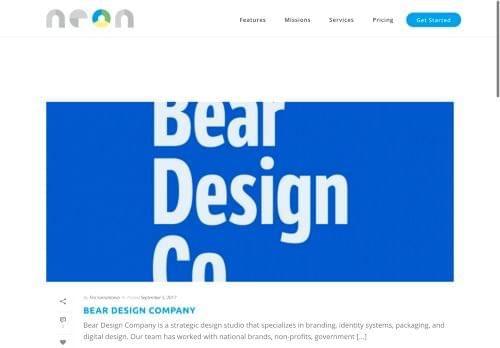 neon
Features Missions Services Pricing Get Started
Bear
Design
Co
By In Posted September 5, 2017
BEAR DESIGN COMPANY
Bear Design Company is a strategic design studio that specializes in branding, identity systems, packaging, and
digital design. Our team has worked with national brands, non-profits, government [...]